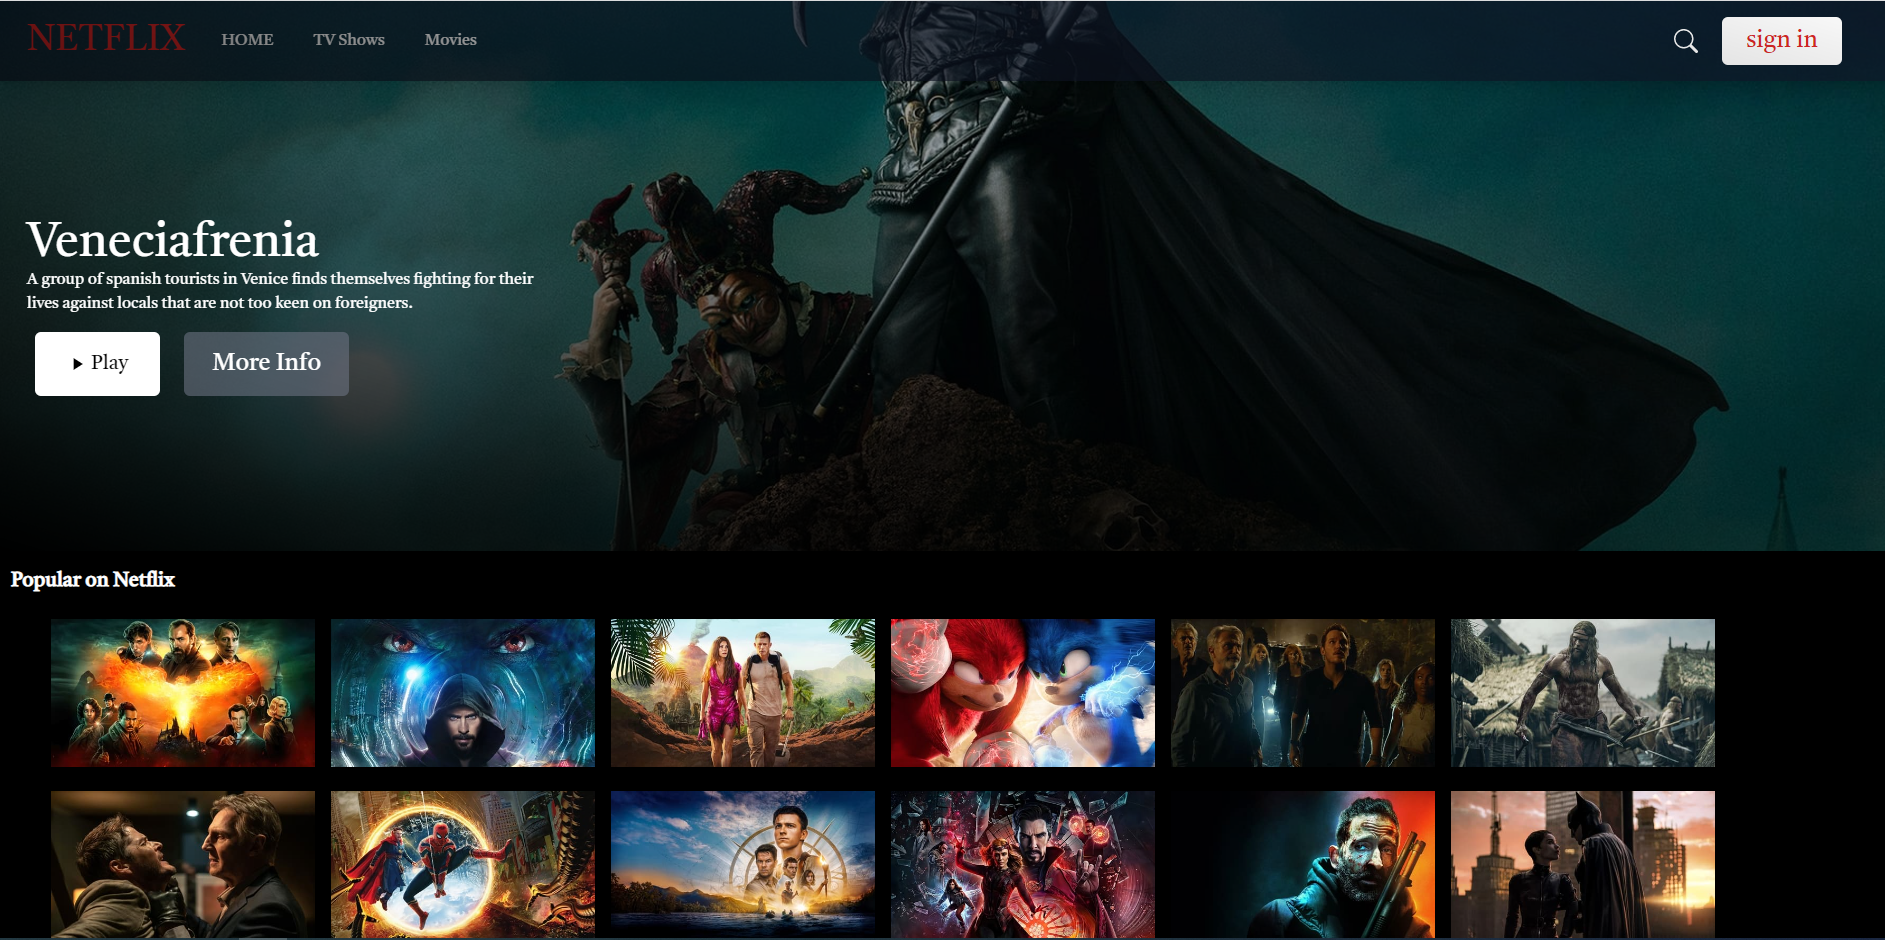 NETFLIX HOME TV Shows Movies sign in
Veneciafrenia
A group of spanish tourists in Venice finds themselves fighting for their
lives against locals that are not too keen on foreigners.
Play More Info
Popular on Netflix